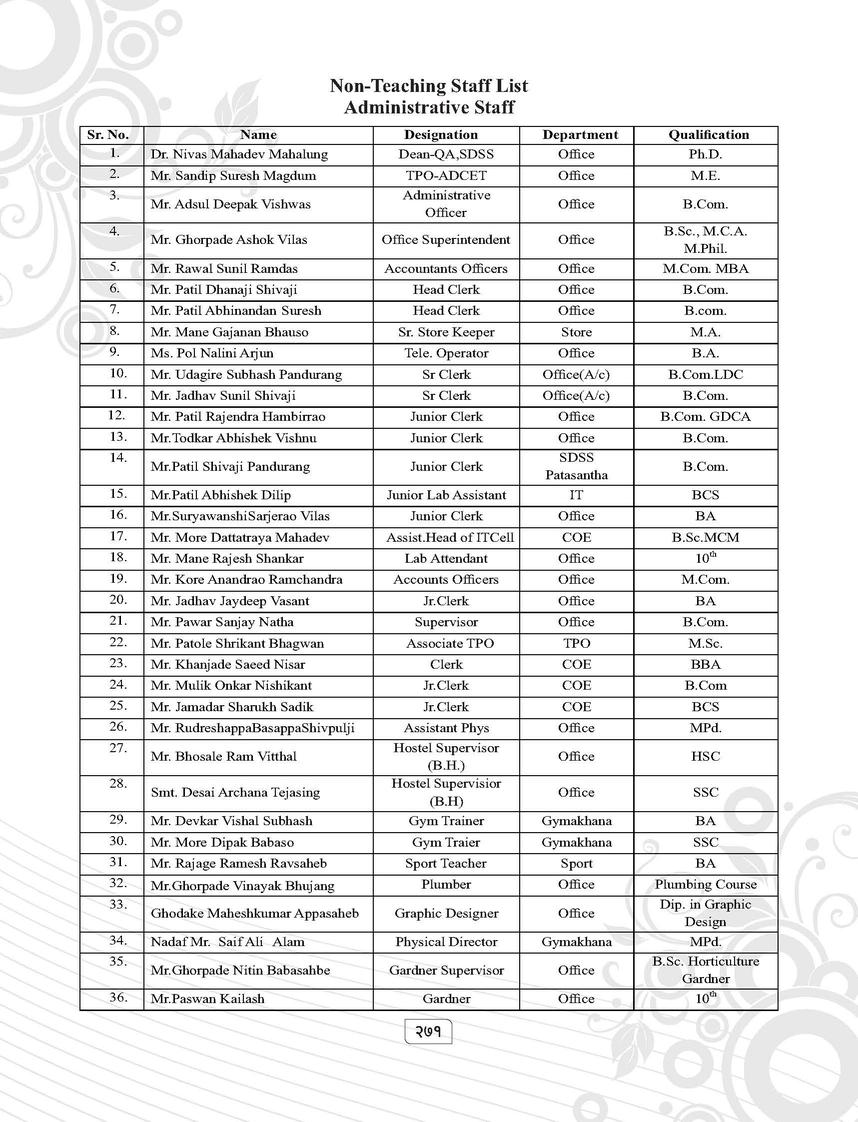 Non-Teaching Staff List
Administrative Staff
Sr. No. Name Designation Department Qualification
1. Dr. Nivas Mahadev Mahalung Dean-QA,SDSS Office Ph.D.
2. Mr. Sandip Suresh Magdum TPO-ADCET Office M.E.
3. Mr. Adsul Deepak Vishwas Administrative Officer Office B.Com.
4. Mr. Ghorpade Ashok Vilas Office Superintendent Office B.Sc., M.C.A. M.Phil.
5. Mr. Rawal Sunil Ramdas Accountants Officers Office M.Com. MBA
6. Mr. Patil Dhanaji Shivaji Head Clerk Office B.Com.
7. Mr. Patil Abhinandan Suresh Head Clerk Office B.com.
8. Mr. Mane Gajanan Bhauso Sr. Store Keeper Store M.A.
9. Ms. Pol Nalini Arjun Tele. Operator Office B.A.
10. Mr. Udagire Subhash Pandurang Sr Clerk Office(A/c) B.Com.LDC
11. Mr. Jadhav Sunil Shivaji Sr Clerk Office(A/c) B.Com.
12. Mr. Patil Rajendra Hambirrao Junior Clerk Office B.Com. GDCA
13. Mr.Todkar Abhishek Vishnu Junior Clerk Office B.Com.
14. Mr.Patil Shivaji Pandurang Junior Clerk SDSS Patasantha B.Com.
15. Mr.Patil Abhishek Dilip Junior Lab Assistant IT BCS
16. Mr.SuryawanshiSarjerao Vilas Junior Clerk Office BA
17. Mr. More Dattatraya Mahadev Assist.Head of ITCell COE B.Sc.MCM
18. Mr. Mane Rajesh Shankar Lab Attendant Office 10th
19. Mr. Kore Anandrao Ramchandra Accounts Officers Office M.Com.
20. Mr. Jadhav Jaydeep Vasant Jr.Clerk Office BA
21. Mr. Pawar Sanjay Natha Supervisor Office B.Com.
22. Mr. Patole Shrikant Bhagwan Associate TPO TPO M.Sc.
23. Mr. Khanjade Saeed Nisar Clerk COE BBA
24. Mr. Mulik Onkar Nishikant Jr.Clerk COE B.Com
25. Mr. Jamadar Sharukh Sadik Jr.Clerk COE BCS
26. Mr. RudreshappaBasappaShivpulji Assistant Phys Office MPd.
27. Mr. Bhosale Ram Vitthal Hostel Supervisor (B.H.) Office HSC
28. Smt. Desai Archana Tejasing Hostel Supervisior (B.H) Office SSC
29. Mr. Devkar Vishal Subhash Gym Trainer Gymakhana BA
30. Mr. More Dipak Babaso Gym Traier Gymakhana SSC
31. Mr. Rajage Ramesh Ravsaheb Sport Teacher Sport BA
32. Mr.Ghorpade Vinayak Bhujang Plumber Office Plumbing Course
33. Ghodake Maheshkumar Appasaheb Graphic Designer Office Dip. in Graphic Design
34. Nadaf Mr. Saif Ali Alam Physical Director Gymakhana MPd.
35. Mr.Ghorpade Nitin Babasahbe Gardner Supervisor Office B.Sc. Horticulture Gardner
36. Mr.Paswan Kailash Gardner Office 10th
२७१